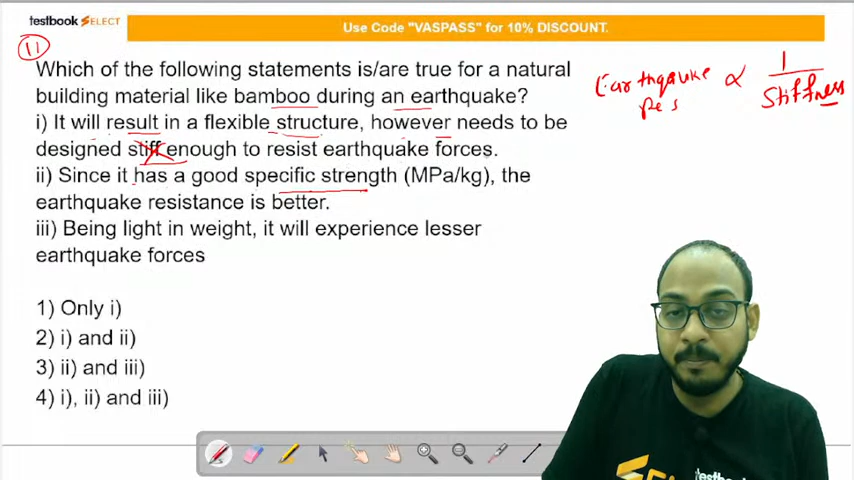 testbook SELECT
Use Code "VASPASS" for 10% DISCOUNT.
11
Which of the following statements is/are true for a natural
building material like bamboo during an earthquake?
i) It will result in a flexible structure, however needs to be
designed stiff enough to resist earthquake forces.
ii) Since it has a good specific strength (MPa/kg), the
earthquake resistance is better.
iii) Being light in weight, it will experience lesser
earthquake forces
1) Only i)
2) i) and ii)
3) ii) and iii)
4) i), ii) and iii)
Earthquake ∝ 1
Stiffness
Res
SELECT
testbook